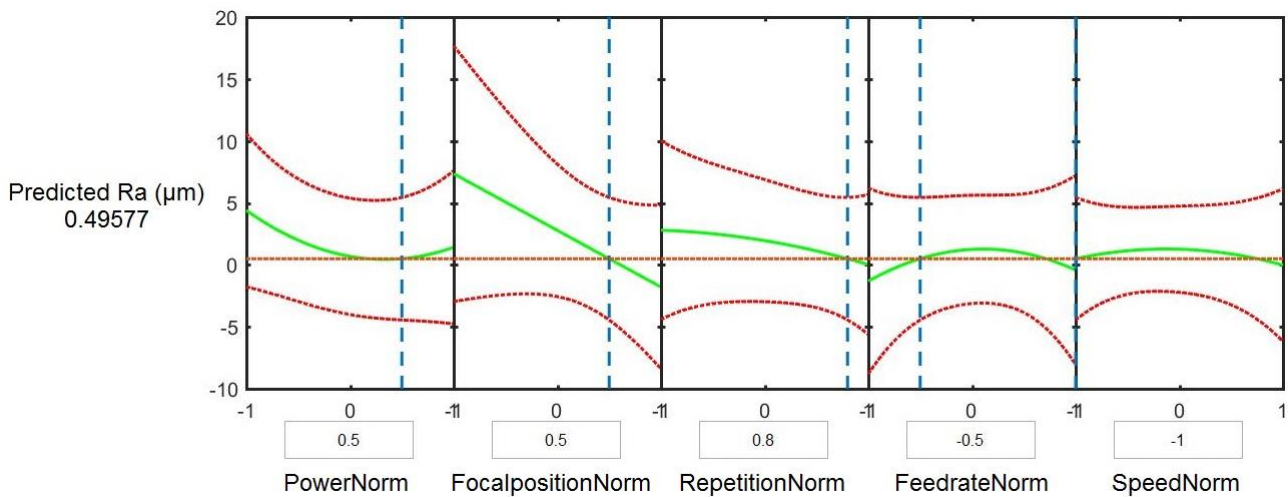 20
15
10
5
0
-5
-10
Predicted Ra (μm)
0.49577
-1 0 -11 0 -11 0 -11 0 -11 0 1
0.5 0.5 0.8 -0.5 -1
PowerNorm FocalpositionNorm RepetitionNorm FeedrateNorm SpeedNorm